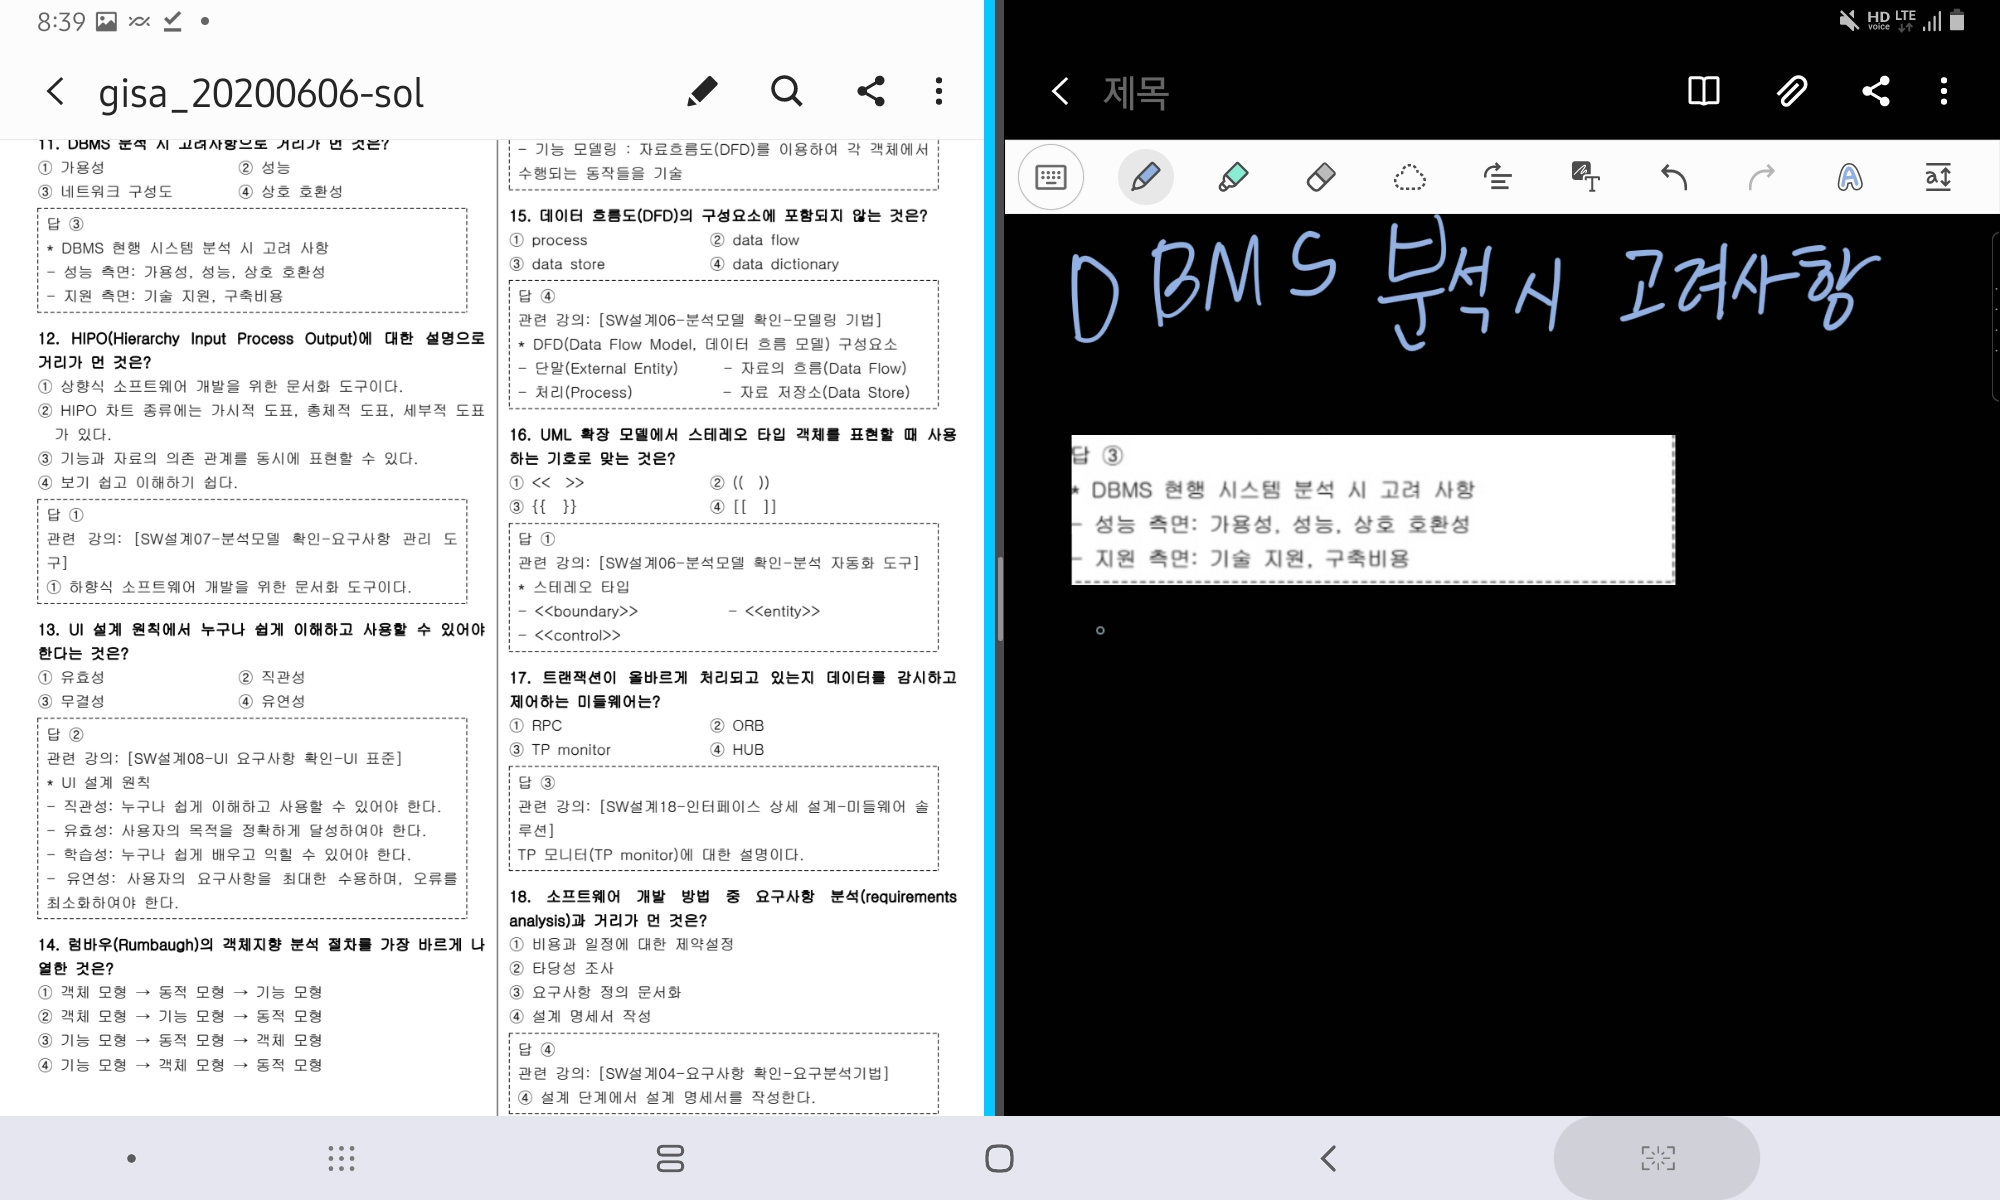 8:39
gisa_20200606-sol
11. DBMS 분석 시 고려사항으로 거리가 먼 것은?
① 가용성 ② 성능
③ 네트워크 구성도 ④ 상호 호환성
답 ③
* DBMS 현행 시스템 분석 시 고려 사항
- 성능 측면: 가용성, 성능, 상호 호환성
- 지원 측면: 기술 지원, 구축비용
12. HIPO(Hierarchy Input Process Output)에 대한 설명으로
거리가 먼 것은?
① 상향식 소프트웨어 개발을 위한 문서화 도구이다.
② HIPO 차트 종류에는 가시적 도표, 총체적 도표, 세부적 도표
가 있다.
③ 기능과 자료의 의존 관계를 동시에 표현할 수 있다.
④ 보기 쉽고 이해하기 쉽다.
답 ①
관련 강의: [SW설계07-분석모델 확인-요구사항 관리 도
구]
① 하향식 소프트웨어 개발을 위한 문서화 도구이다.
13. UI 설계 원칙에서 누구나 쉽게 이해하고 사용할 수 있어야
한다는 것은?
① 유효성 ② 직관성
③ 무결성 ④ 유연성
답 ②
관련 강의: [SW설계08-UI 요구사항 확인-UI 표준]
* UI 설계 원칙
- 직관성: 누구나 쉽게 이해하고 사용할 수 있어야 한다.
- 유효성: 사용자의 목적을 정확하게 달성하여야 한다.
- 학습성: 누구나 쉽게 배우고 익힐 수 있어야 한다.
- 유연성: 사용자의 요구사항을 최대한 수용하며, 오류를
최소화하여야 한다.
14. 럼바우(Rumbaugh)의 객체지향 분석 절차를 가장 바르게 나
열한 것은?
① 객체 모형 → 동적 모형 → 기능 모형
② 객체 모형 → 기능 모형 → 동적 모형
③ 기능 모형 → 동적 모형 → 객체 모형
④ 기능 모형 → 객체 모형 → 동적 모형
- 기능 모델링 : 자료흐름도(DFD)를 이용하여 각 객체에서
수행되는 동작들을 기술
15. 데이터 흐름도(DFD)의 구성요소에 포함되지 않는 것은?
① process ② data flow
③ data store ④ data dictionary
답 ④
관련 강의: [SW설계06-분석모델 확인-모델링 기법]
* DFD(Data Flow Model, 데이터 흐름 모델) 구성요소
- 단말(External Entity) - 자료의 흐름(Data Flow)
- 처리(Process) - 자료 저장소(Data Store)
16. UML 확장 모델에서 스테레오 타입 객체를 표현할 때 사용
하는 기호로 맞는 것은?
① << >> ② (( ))
③ {{ }} ④ [[ ]]
답 ①
관련 강의: [SW설계06-분석모델 확인-분석 자동화 도구]
* 스테레오 타입
- <<boundary>> - <<entity>>
- <<control>>
17. 트랜잭션이 올바르게 처리되고 있는지 데이터를 감시하고
제어하는 미들웨어는?
① RPC ② ORB
③ TP monitor ④ HUB
답 ③
관련 강의: [SW설계18-인터페이스 상세 설계-미들웨어 솔
루션]
TP 모니터(TP monitor)에 대한 설명이다.
18. 소프트웨어 개발 방법 중 요구사항 분석(requirements
analysis)과 거리가 먼 것은?
① 비용과 일정에 대한 제약설정
② 타당성 조사
③ 요구사항 정의 문서화
④ 설계 명세서 작성
답 ④
관련 강의: [SW설계04-요구사항 확인-요구분석기법]
④ 설계 단계에서 설계 명세서를 작성한다.
HD voice LTE
제목
DBMS 분석시 고려사항
답 ③
* DBMS 현행 시스템 분석 시 고려 사항
- 성능 측면: 가용성, 성능, 상호 호환성
- 지원 측면: 기술 지원, 구축비용